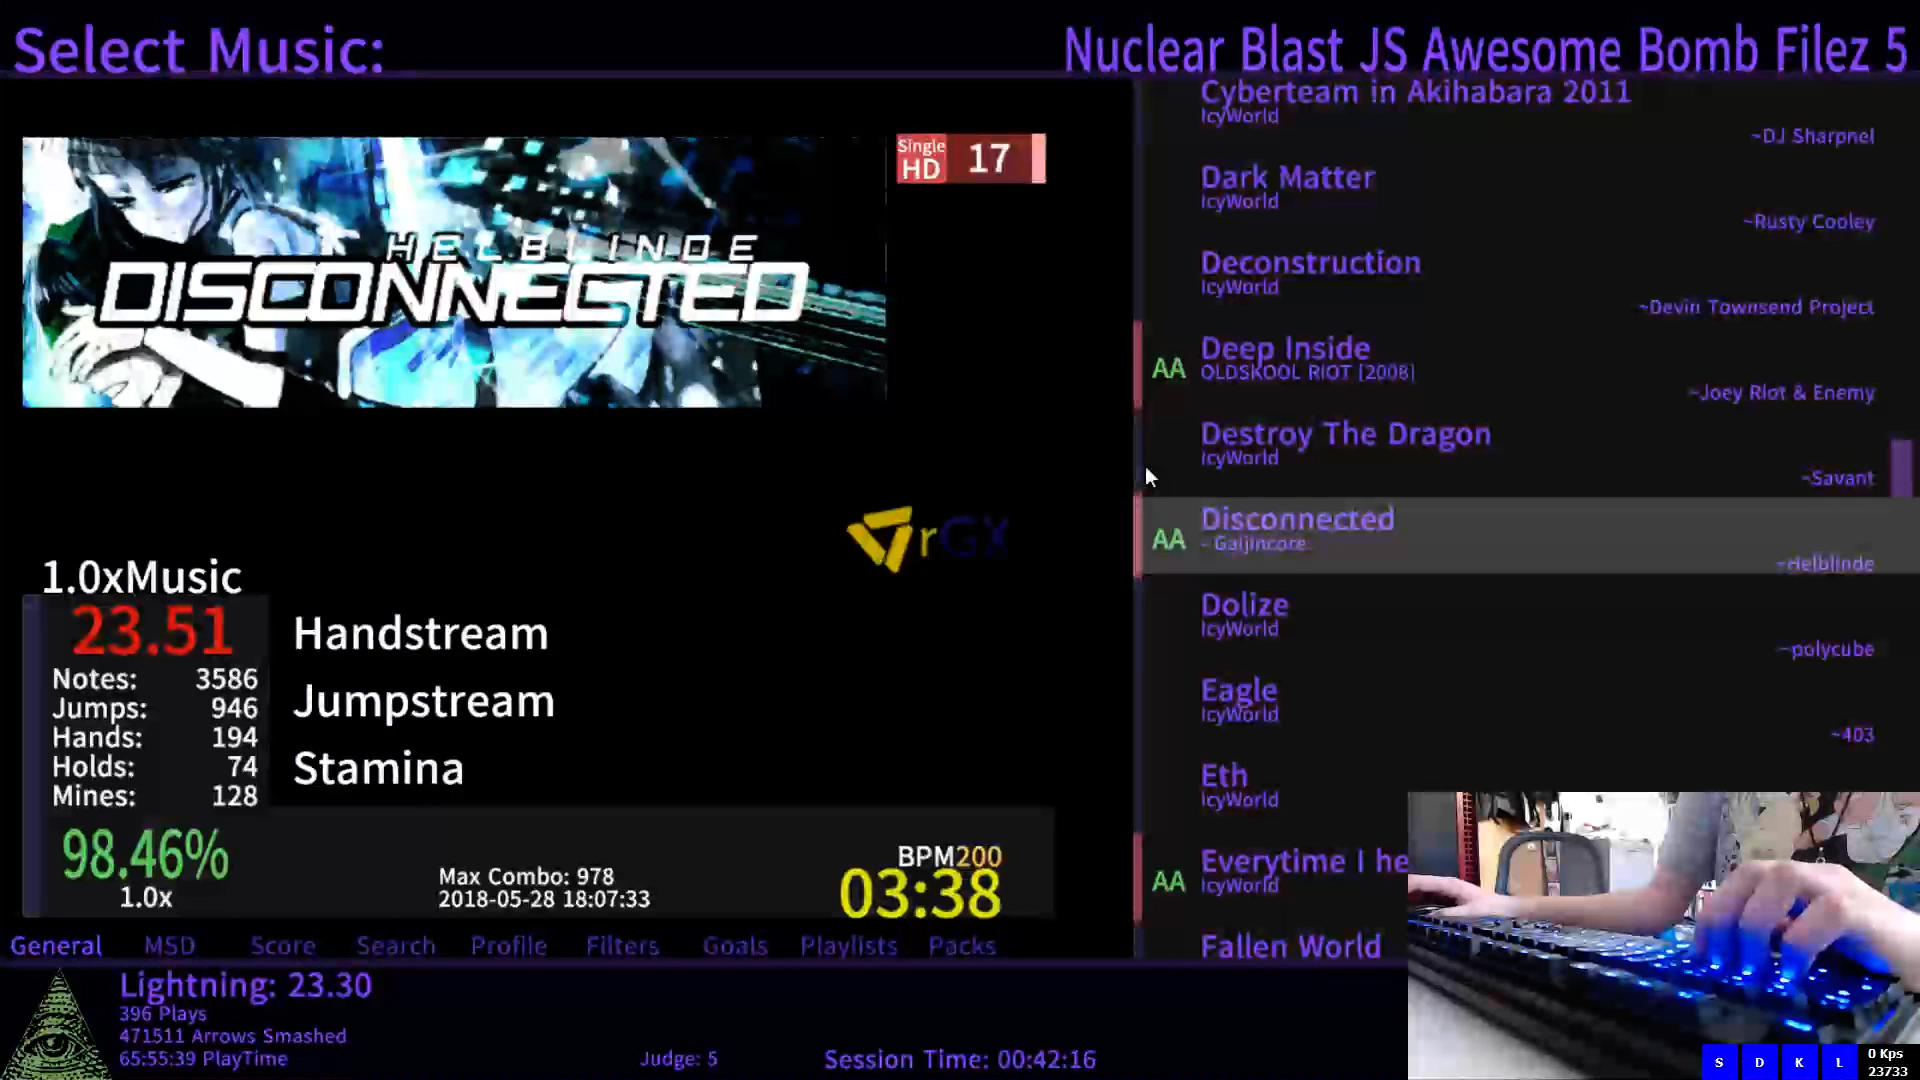 Select Music:
Nuclear Blast JS Awesome Bomb Filez 5
HELBLINDE
DISCONNECTED
Single
HD
17
rGX
1.0xMusic
23.51
Notes: 3586
Jumps: 946
Hands: 194
Holds: 74
Mines: 128
Handstream
Jumpstream
Stamina
98.46%
1.0x
Max Combo: 978
2018-05-28 18:07:33
BPM200
03:38
General MSD Score Search Profile Filters Goals Playlists Packs
Cyberteam in Akihabara 2011
IcyWorld
~DJ Sharpnel
Dark Matter
IcyWorld
~Rusty Cooley
Deconstruction
IcyWorld
~Devin Townsend Project
AA
Deep Inside
OLDSKOOL RIOT [2008]
~Joey Riot & Enemy
Destroy The Dragon
IcyWorld
~Savant
AA
Disconnected
- Gaijincore
~Helblinde
Dolize
IcyWorld
~polycube
Eagle
IcyWorld
~403
Eth
IcyWorld
AA
Everytime I he
IcyWorld
Fallen World
Lightning: 23.30
396 Plays
471511 Arrows Smashed
65:55:39 PlayTime
Judge: 5
Session Time: 00:42:16
S D K L
0 Kps
23733